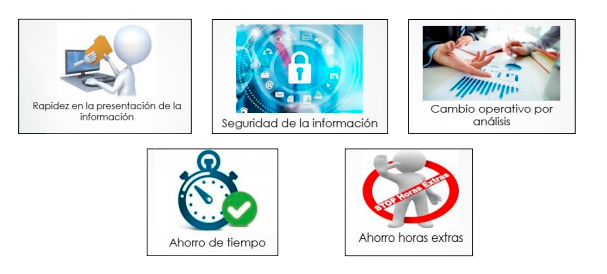 Rapidez en la presentación de la
información
Seguridad de la información
Cambio operativo por
análisis
Ahorro de tiempo
STOP Horas Extras
Ahorro horas extras